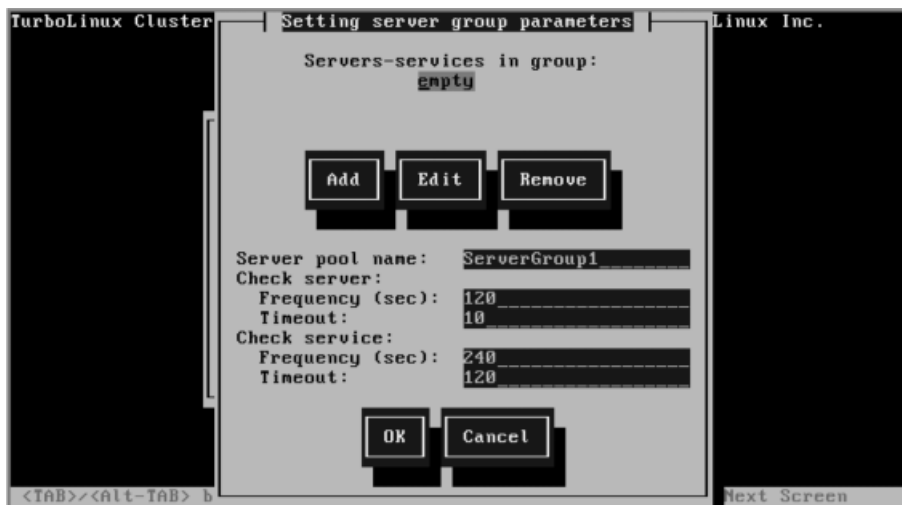 TurboLinux Cluster Setting server group parameters Linux Inc.
Servers-services in group:
empty
Add Edit Remove
Server pool name: ServerGroup1
Check server:
Frequency (sec): 120
Timeout: 10
Check service:
Frequency (sec): 240
Timeout: 120
OK Cancel
<TAB>/<Alt-TAB> b Next Screen